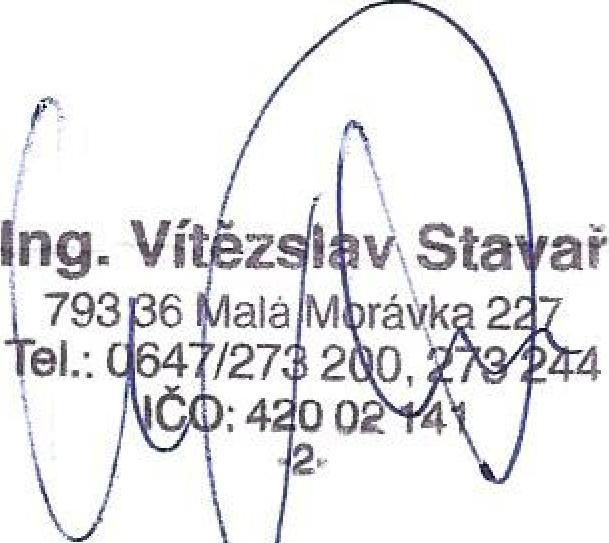 Ing. Vítězslav Stavař
793 36 Malá Morávka 227
Tel.: 0647/273 200, 273 244
IČO: 420 02 141
-2-